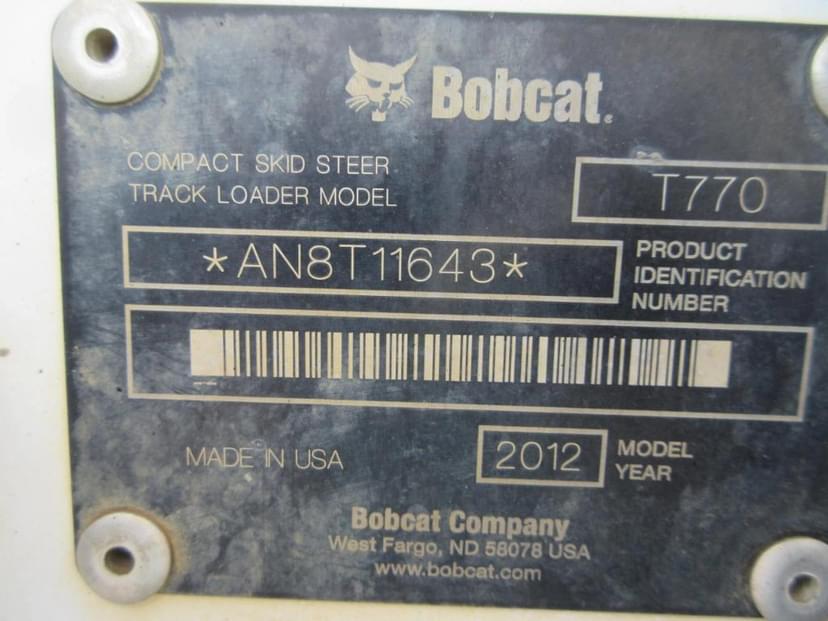 Bobcat.
COMPACT SKID STEER
TRACK LOADER MODEL
T770
*AN8T11643*
PRODUCT
IDENTIFICATION
NUMBER
MADE IN USA
2012
MODEL
YEAR
Bobcat Company
West Fargo, ND 58078 USA
www.bobcat.com